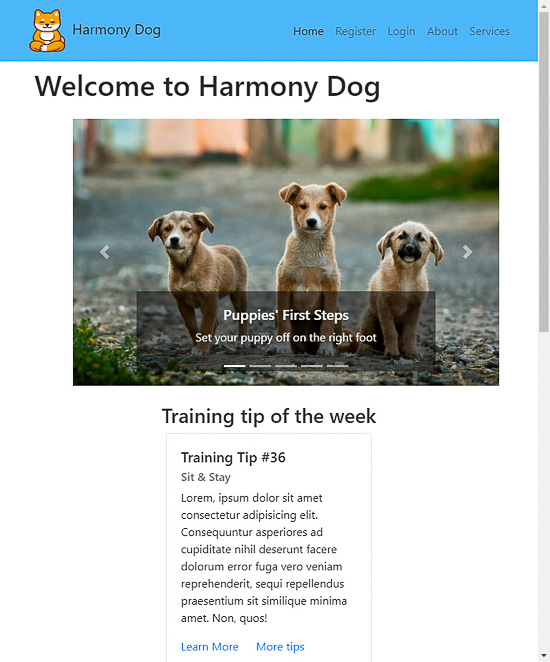 Harmony Dog
Home Register Login About Services
Welcome to Harmony Dog
Puppies' First Steps
Set your puppy off on the right foot
Training tip of the week
Training Tip #36
Sit & Stay
Lorem, ipsum dolor sit amet
consectetur adipisicing elit.
Consequuntur asperiores ad
cupiditate nihil deserunt facere
dolorum error fuga vero veniam
reprehenderit, sequi repellendus
praesentium sit similique minima
amet. Non, quos!
Learn More More tips